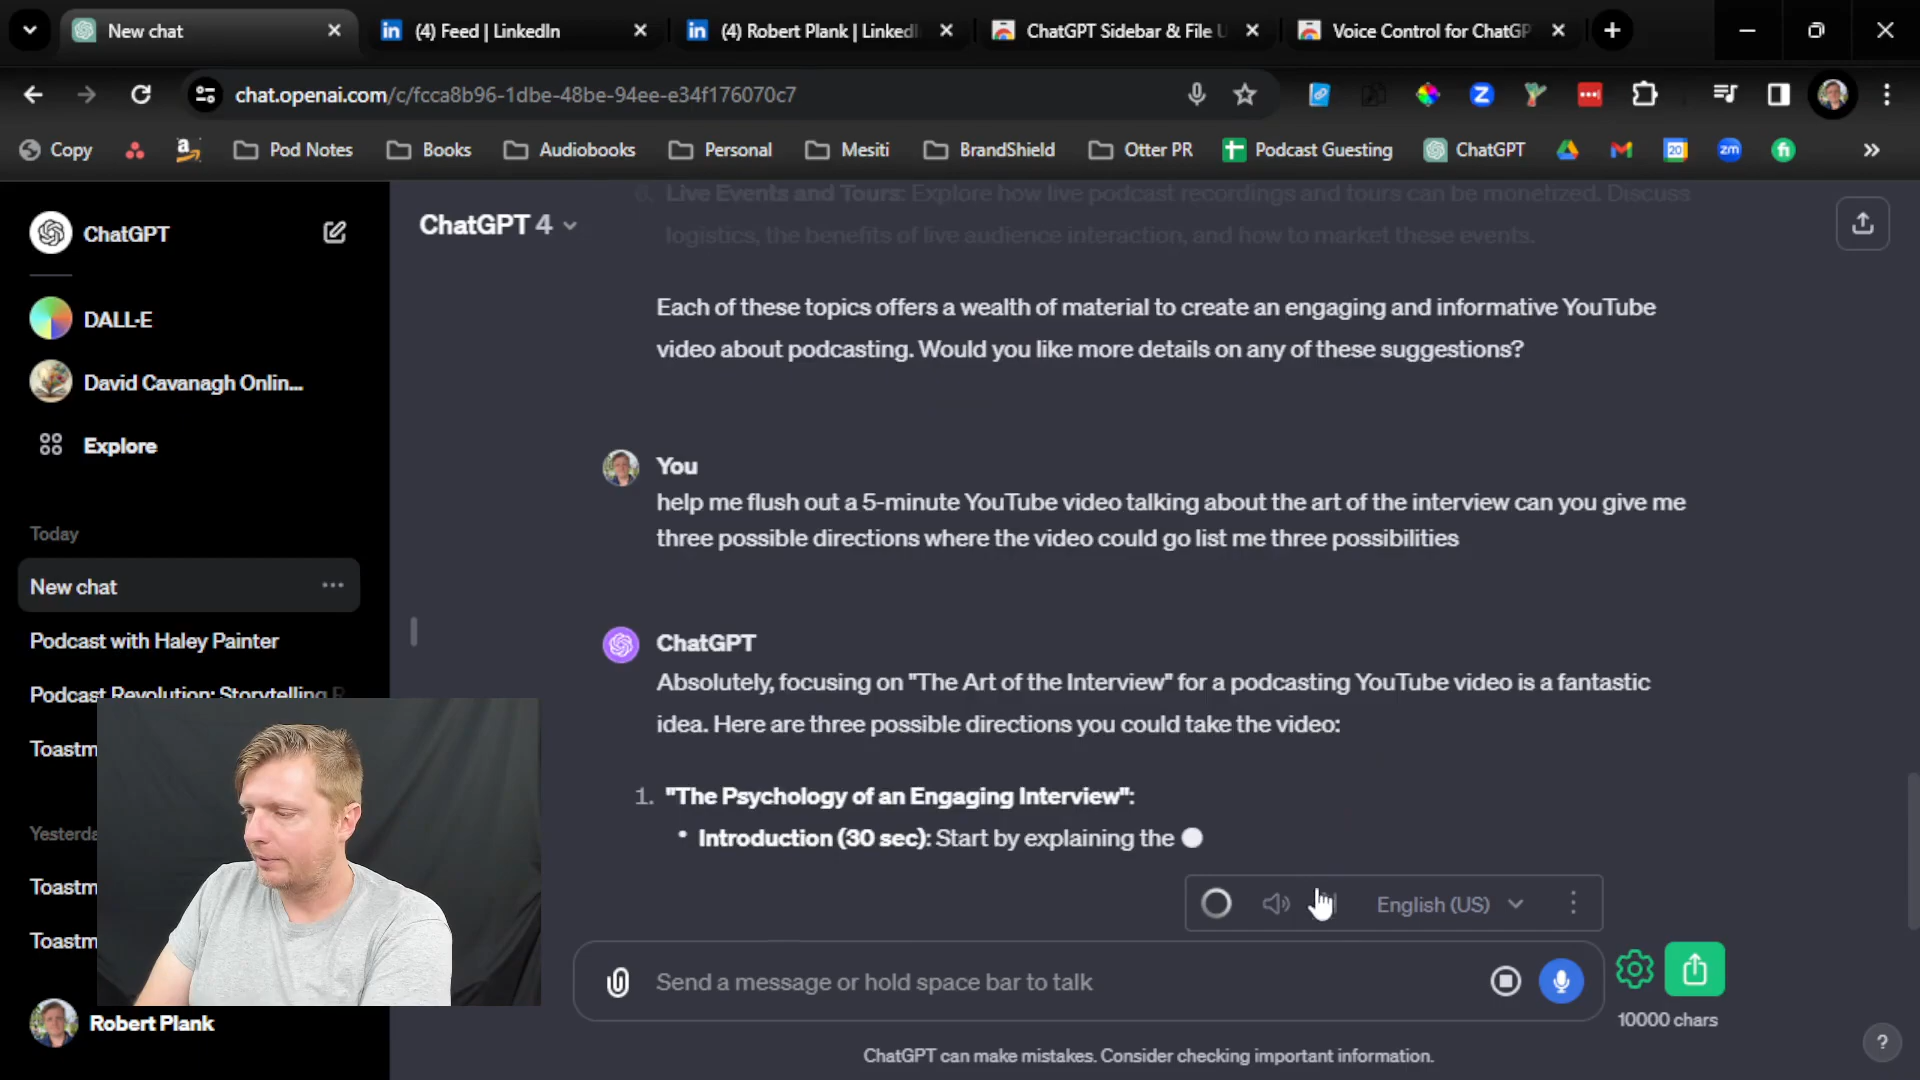 New chat
(4) Feed | LinkedIn
(4) Robert Plank | LinkedI
ChatGPT Sidebar & File U
Voice Control for ChatGP
chat.openai.com/c/fcca8b96-1dbe-48be-94ee-e34f176070c7
Copy
Pod Notes
Books
Audiobooks
Personal
Mesiti
BrandShield
Otter PR
Podcast Guesting
ChatGPT
ChatGPT
DALL·E
David Cavanagh Onlin...
Explore
Today
New chat
Podcast with Haley Painter
Podcast Revolution: Storytelling R
Toastm
Yesterda
Toastm
Toastm
Robert Plank
ChatGPT 4
6. Live Events and Tours: Explore how live podcast recordings and tours can be monetized. Discuss
logistics, the benefits of live audience interaction, and how to market these events.
Each of these topics offers a wealth of material to create an engaging and informative YouTube
video about podcasting. Would you like more details on any of these suggestions?
You
help me flush out a 5-minute YouTube video talking about the art of the interview can you give me
three possible directions where the video could go list me three possibilities
ChatGPT
Absolutely, focusing on "The Art of the Interview" for a podcasting YouTube video is a fantastic
idea. Here are three possible directions you could take the video:
1. "The Psychology of an Engaging Interview":
• Introduction (30 sec): Start by explaining the
English (US)
Send a message or hold space bar to talk
10000 chars
ChatGPT can make mistakes. Consider checking important information.
?